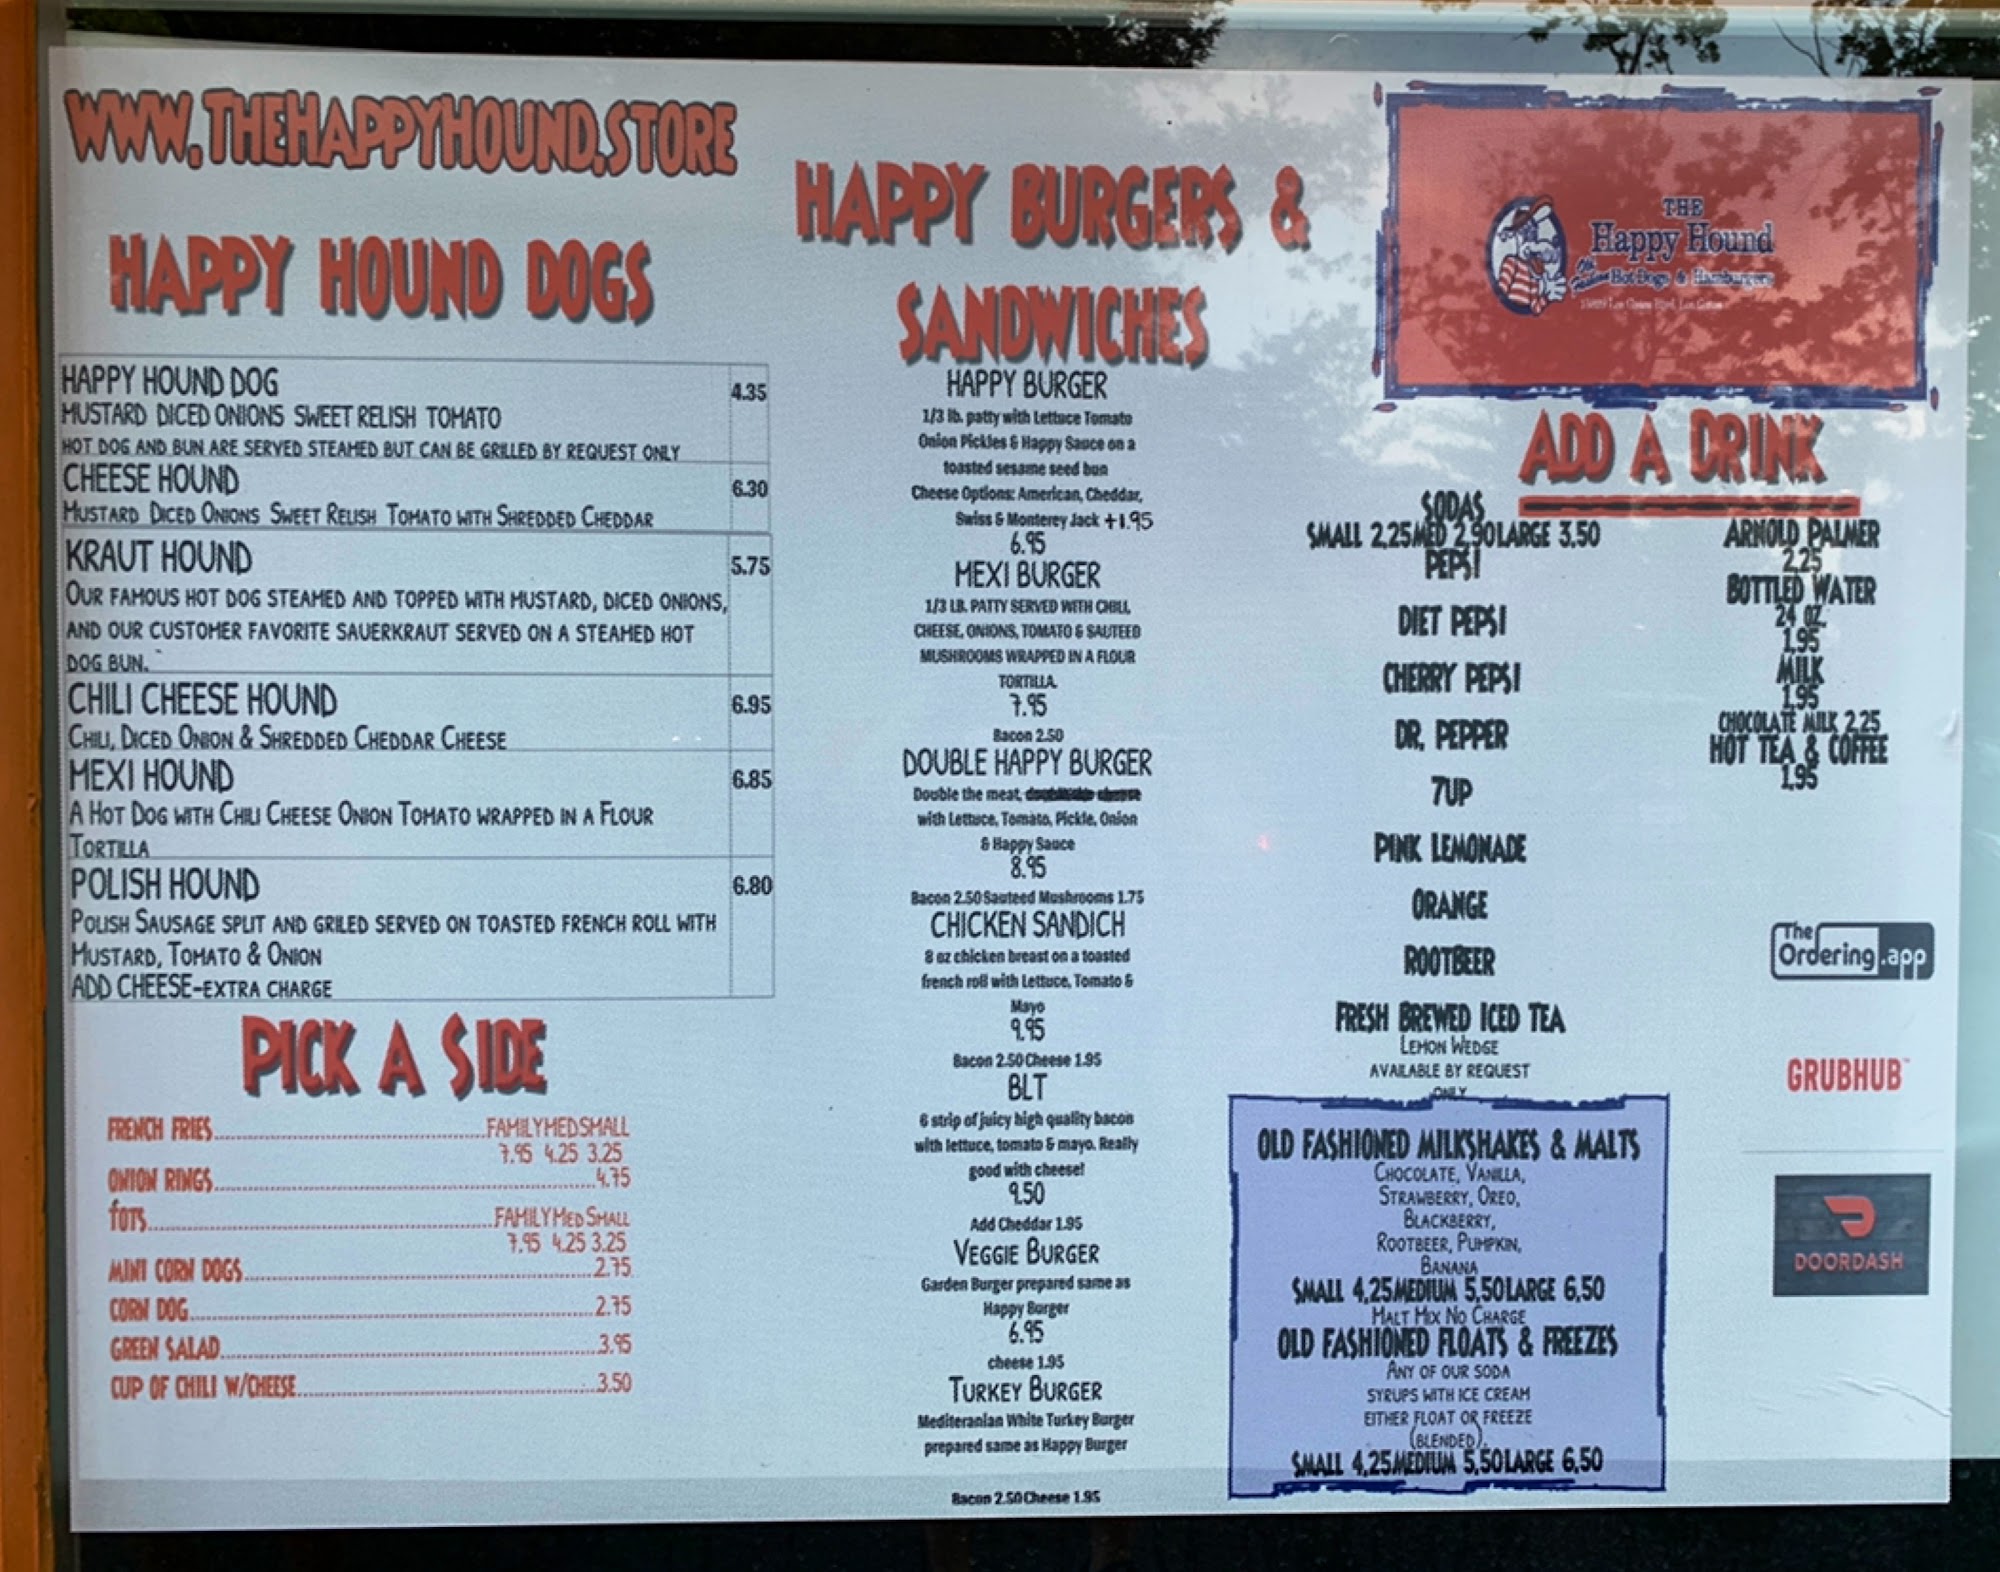 WWW.THEHAPPYHOUND.STORE
HAPPY HOUND DOGS
HAPPY HOUND DOG 4.35
MUSTARD DICED ONIONS SWEET RELISH TOMATO
HOT DOG AND BUN ARE SERVED STEAMED BUT CAN BE GRILLED BY REQUEST ONLY
CHEESE HOUND 6.30
MUSTARD DICED ONIONS SWEET RELISH TOMATO WITH SHREDDED CHEDDAR
KRAUT HOUND 5.75
OUR FAMOUS HOT DOG STEAMED AND TOPPED WITH MUSTARD, DICED ONIONS,
AND OUR CUSTOMER FAVORITE SAUERKRAUT SERVED ON A STEAMED HOT
DOG BUN.
CHILI CHEESE HOUND 6.95
CHILI, DICED ONION & SHREDDED CHEDDAR CHEESE
MEXI HOUND 6.85
A HOT DOG WITH CHILI CHEESE ONION TOMATO WRAPPED IN A FLOUR
TORTILLA
POLISH HOUND 6.80
POLISH SAUSAGE SPLIT AND GRILED SERVED ON TOASTED FRENCH ROLL WITH
MUSTARD, TOMATO & ONION
ADD CHEESE-EXTRA CHARGE
PICK A SIDE
FRENCH FRIES FAMILY MED SMALL
7.95 4.25 3.25
ONION RINGS 4.75
TOTS FAMILY MED SMALL
7.95 4.25 3.25
MINI CORN DOGS 2.75
CORN DOG 2.75
GREEN SALAD 3.95
CUP OF CHILI W/CHEESE 3.50
HAPPY BURGERS &
SANDWICHES
HAPPY BURGER
1/3 lb. patty with Lettuce Tomato
Onion Pickles & Happy Sauce on a
toasted sesame seed bun
Cheese Options: American, Cheddar,
Swiss & Monterey Jack +1.95
6.95
MEXI BURGER
1/3 LB. PATTY SERVED WITH CHILI,
CHEESE, ONIONS, TOMATO & SAUTEED
MUSHROOMS WRAPPED IN A FLOUR
TORTILLA.
7.95
Bacon 2.50
DOUBLE HAPPY BURGER
Double the meat,
with Lettuce, Tomato, Pickle, Onion
& Happy Sauce
8.95
Bacon 2.50 Sauteed Mushrooms 1.75
CHICKEN SANDICH
8 oz chicken breast on a toasted
french roll with Lettuce, Tomato &
Mayo
9.95
Bacon 2.50 Cheese 1.95
BLT
6 strip of juicy high quality bacon
with lettuce, tomato & mayo. Really
good with cheese!
9.50
Add Cheddar 1.95
VEGGIE BURGER
Garden Burger prepared same as
Happy Burger
6.95
cheese 1.95
TURKEY BURGER
Mediteranian White Turkey Burger
prepared same as Happy Burger
Bacon 2.50 Cheese 1.95
THE
Happy Hound
Hot Dogs & Hamburgers
ADD A DRINK
SODAS
SMALL 2.25 MED 2.90 LARGE 3.50
PEPSI
DIET PEPSI
CHERRY PEPSI
DR. PEPPER
7UP
PINK LEMONADE
ORANGE
ROOTBEER
FRESH BREWED ICED TEA
LEMON WEDGE
AVAILABLE BY REQUEST
ONLY
ARNOLD PALMER
2.25
BOTTLED WATER
24 OZ.
1.95
MILK
1.95
CHOCOLATE MILK 2.25
HOT TEA & COFFEE
1.95
OLD FASHIONED MILKSHAKES & MALTS
CHOCOLATE, VANILLA,
STRAWBERRY, OREO,
BLACKBERRY,
ROOTBEER, PUMPKIN,
BANANA
SMALL 4.25 MEDIUM 5.50 LARGE 6.50
MALT MIX NO CHARGE
OLD FASHIONED FLOATS & FREEZES
ANY OF OUR SODA
SYRUPS WITH ICE CREAM
EITHER FLOAT OR FREEZE
(BLENDED).
SMALL 4.25 MEDIUM 5.50 LARGE 6.50
The
Ordering.app
GRUBHUB™
DOORDASH